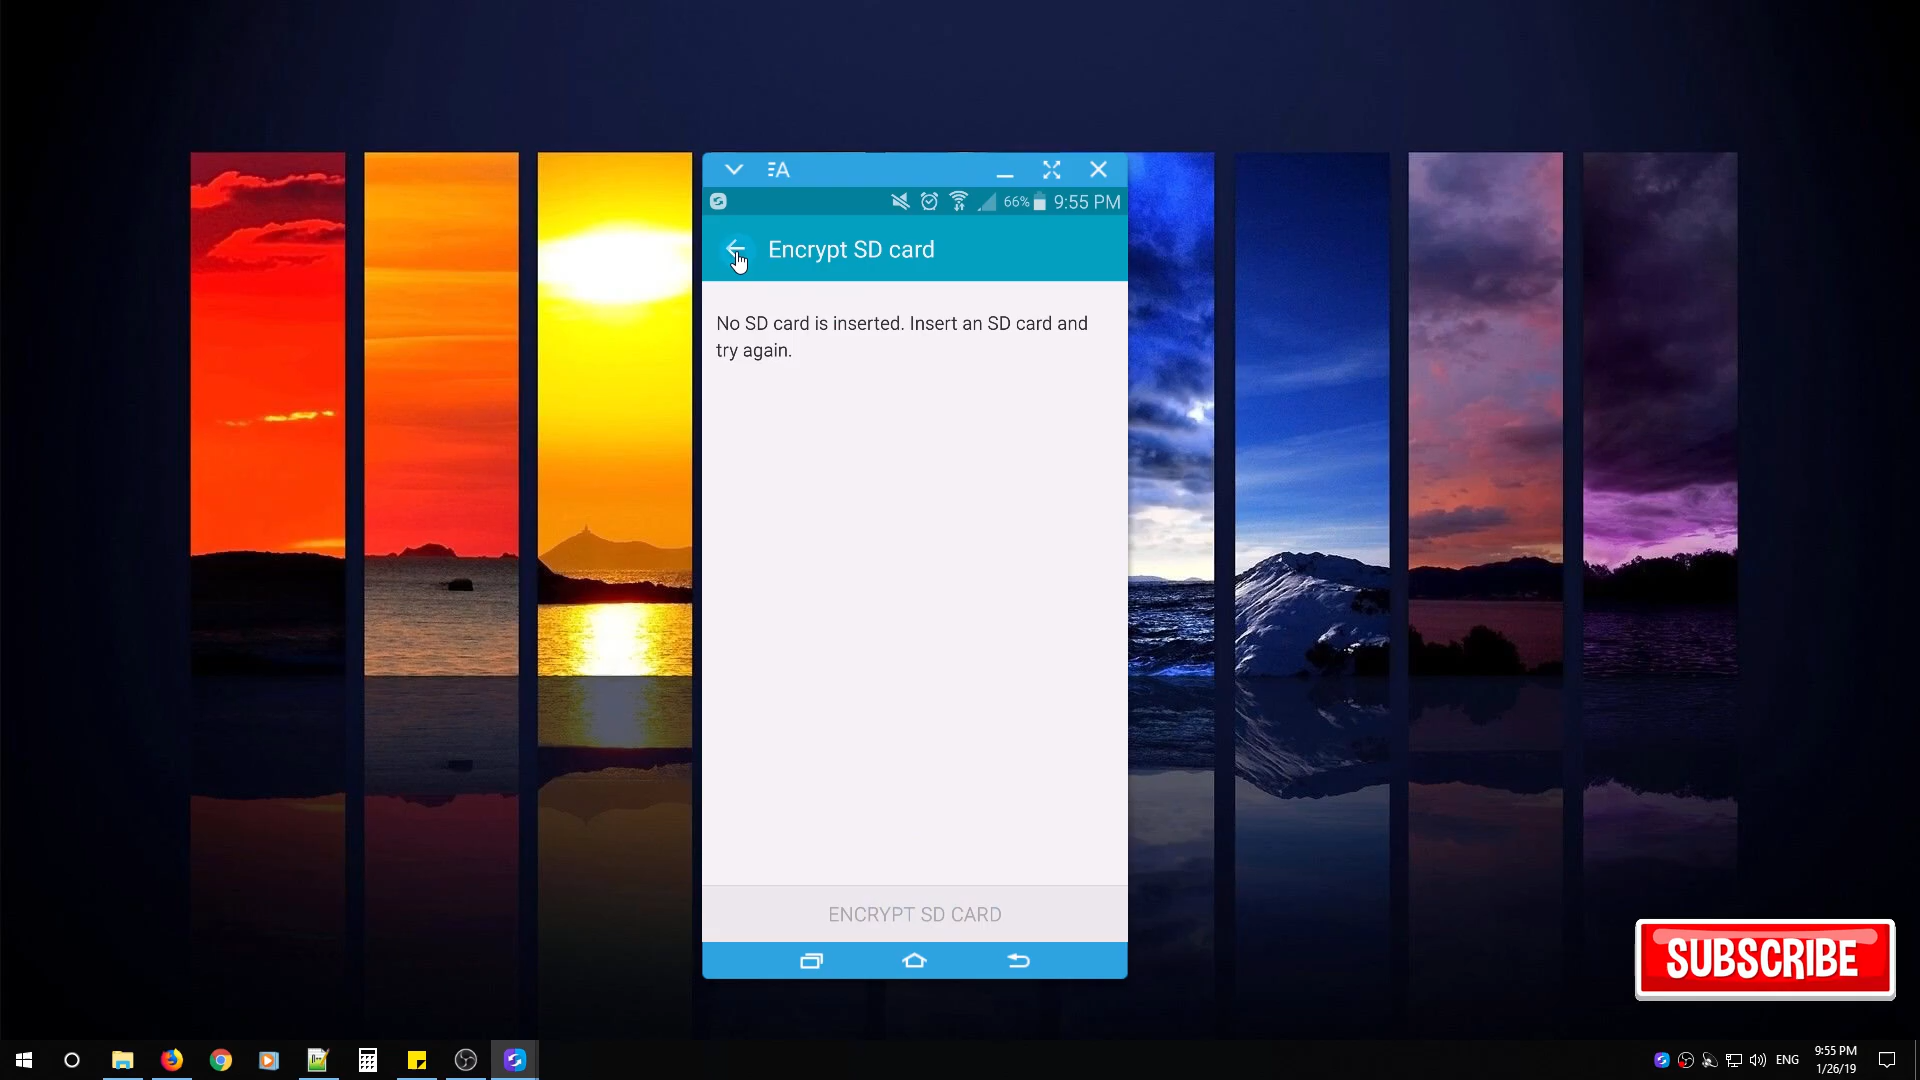 66% 9:55 PM
Encrypt SD card
No SD card is inserted. Insert an SD card and
try again.
ENCRYPT SD CARD
SUBSCRIBE
ENG
9:55 PM
1/26/19